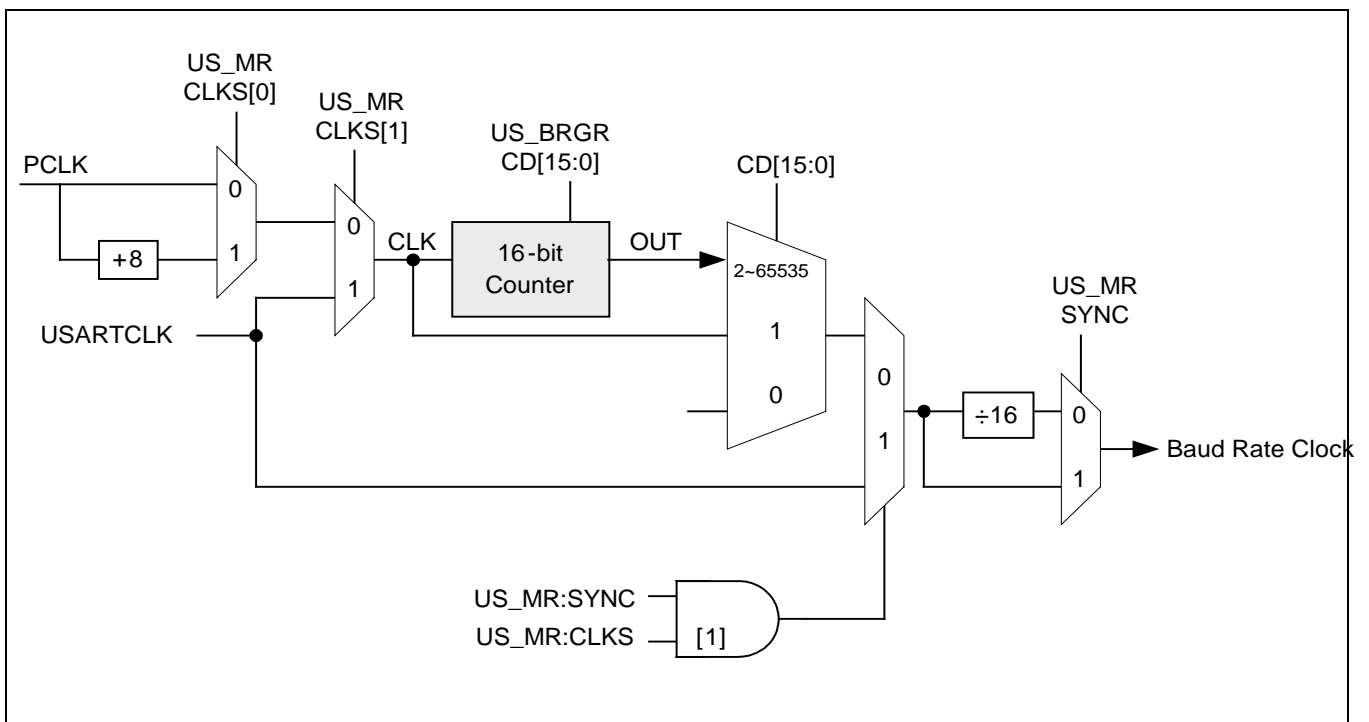 US_MR
CLKS[0]
US_MR
CLKS[1]
US_BRGR
CD[15:0]
CD[15:0]
PCLK
0
1
+8
0
1
CLK
16-bit
Counter
OUT
2~65535
1
0
USARTCLK
0
1
US_MR
SYNC
÷16
0
1
Baud Rate Clock
US_MR:SYNC
US_MR:CLKS
[1]